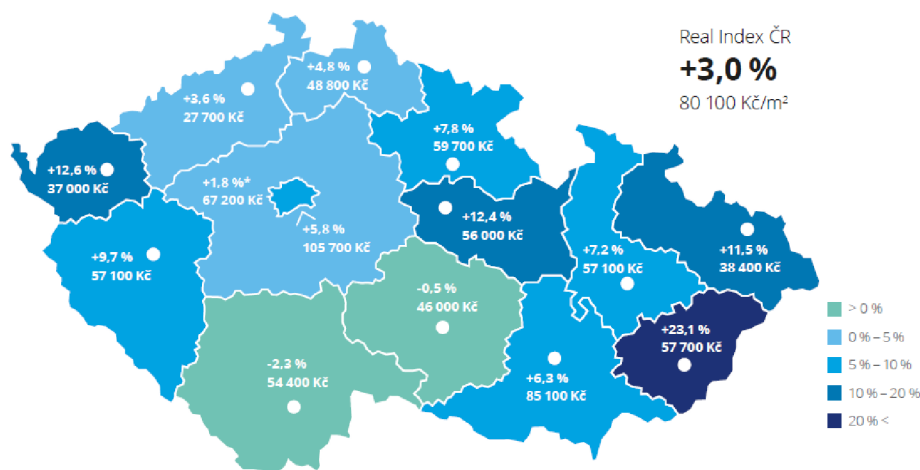 Real Index ČR
+3,0 %
80 100 Kč/m²
+4,8 %
48 800 Kč
+3,6 %
27 700 Kč
+7,8 %
59 700 Kč
+12,6 %
37 000 Kč
+1,8 %*
67 200 Kč
+5,8 %
105 700 Kč
+12,4 %
56 000 Kč
+9,7 %
57 100 Kč
+7,2 %
57 100 Kč
+11,5 %
38 400 Kč
-0,5 %
46 000 Kč
+23,1 %
57 700 Kč
-2,3 %
54 400 Kč
+6,3 %
85 100 Kč
> 0 %
0 % – 5 %
5 % – 10 %
10 % – 20 %
20 % <